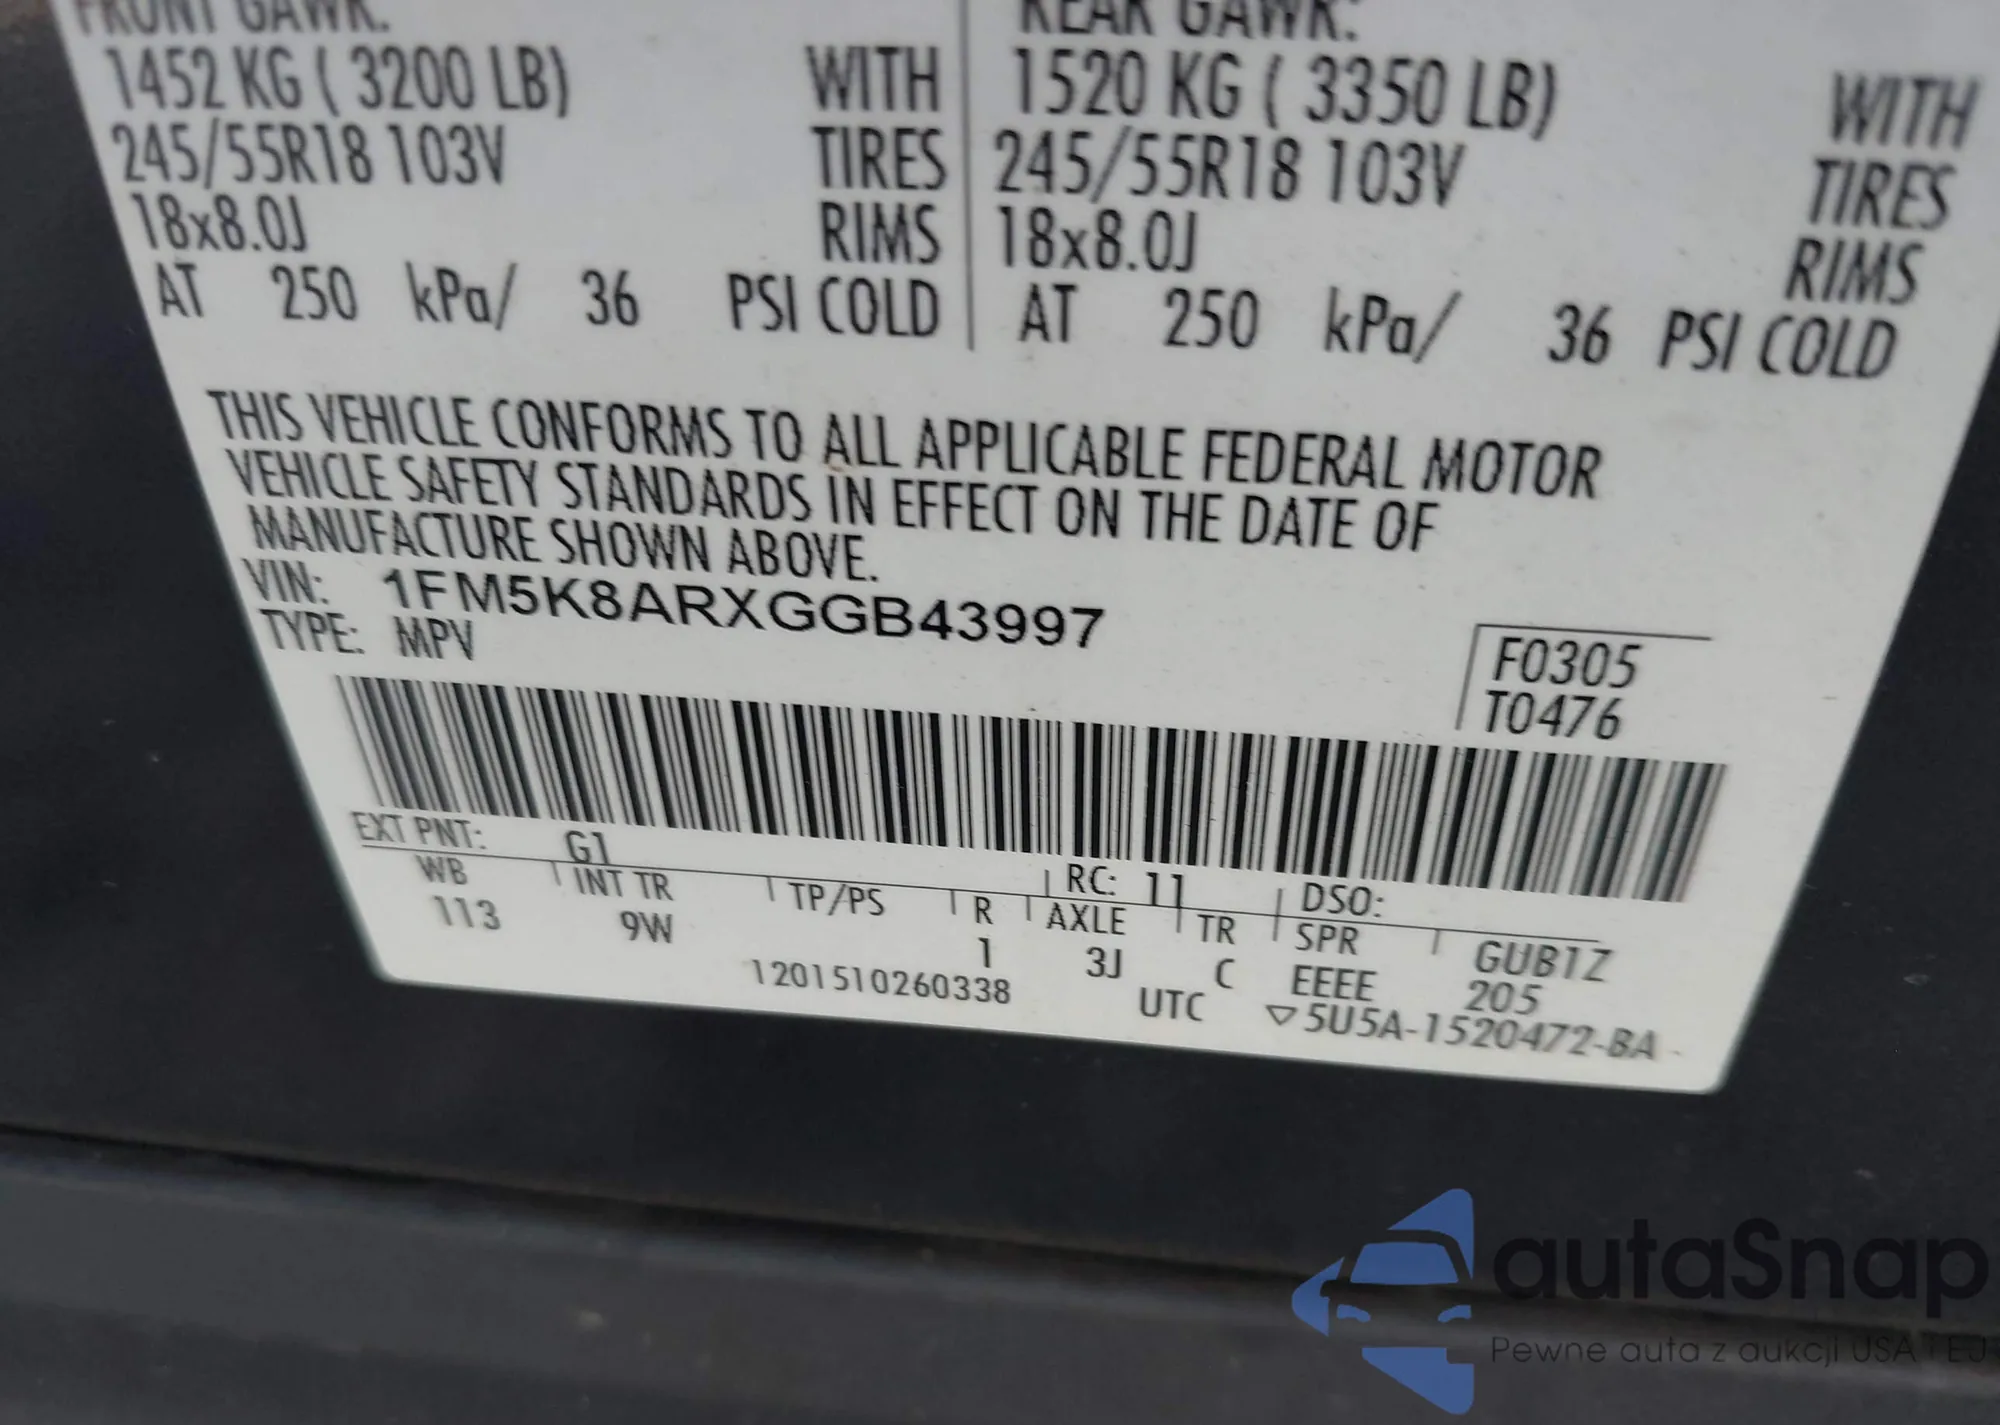 FRONT GAWR: REAR GAWR:
1452 KG ( 3200 LB) WITH 1520 KG ( 3350 LB) WITH
245/55R18 103V TIRES 245/55R18 103V TIRES
18x8.0J RIMS 18x8.0J RIMS
AT 250 kPa/ 36 PSI COLD AT 250 kPa/ 36 PSI COLD
THIS VEHICLE CONFORMS TO ALL APPLICABLE FEDERAL MOTOR
VEHICLE SAFETY STANDARDS IN EFFECT ON THE DATE OF
MANUFACTURE SHOWN ABOVE.
VIN: 1FM5K8ARXGGB43997
TYPE: MPV
F0305
T0476
EXT PNT: G1 RC: 11 DSO:
WB INT TR TP/PS R AXLE TR SPR GUB1Z
113 9W 1 3J C EEEE 205
1201510260338 UTC ▽5U5A-1520472-BA
autaSnap
Pewne auta z aukcji USA i EU